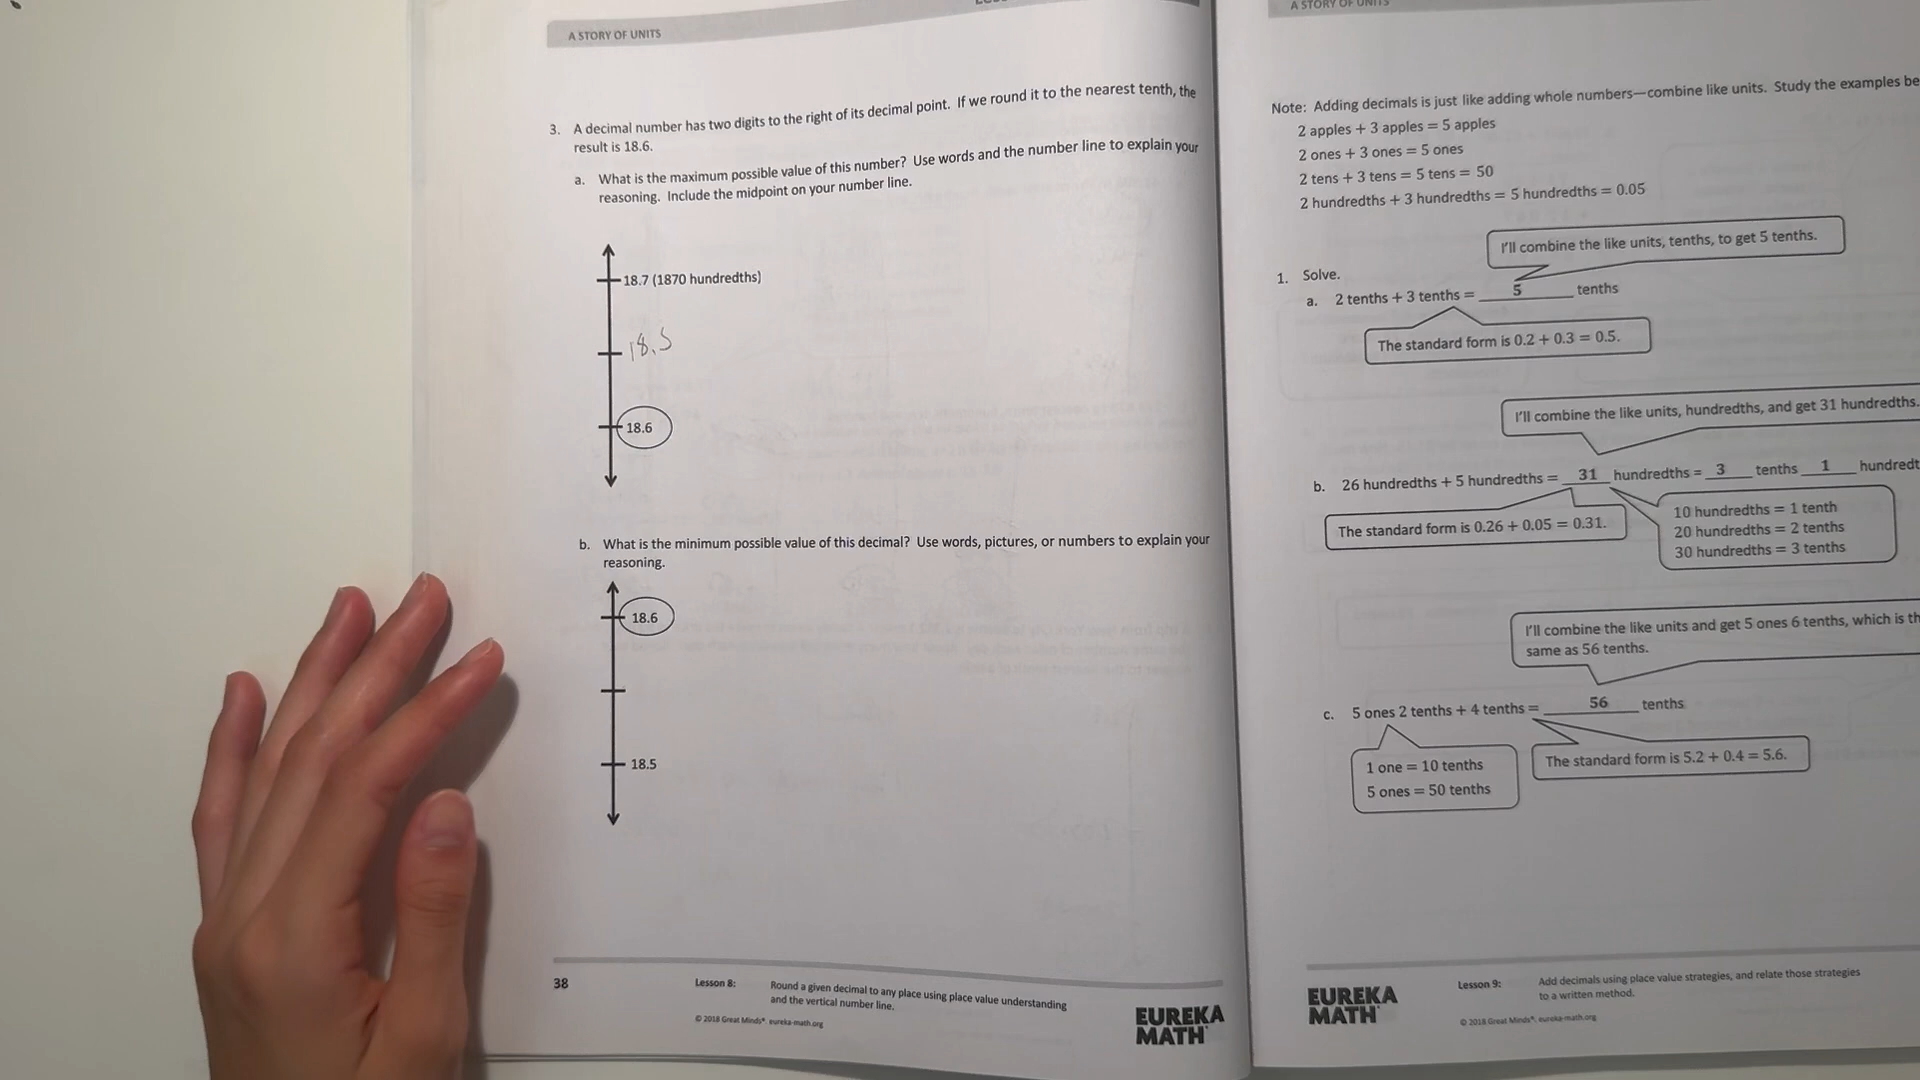 A STORY OF UNITS
3. A decimal number has two digits to the right of its decimal point. If we round it to the nearest tenth, the
result is 18.6.
a. What is the maximum possible value of this number? Use words and the number line to explain your
reasoning. Include the midpoint on your number line.
18.7 (1870 hundredths)
18.5
18.6
b. What is the minimum possible value of this decimal? Use words, pictures, or numbers to explain your
reasoning.
18.6
18.5
38
Lesson 8: Round a given decimal to any place using place value understanding
and the vertical number line.
© 2018 Great Minds®. eureka-math.org
EUREKA
MATH
A STORY OF UNITS
Note: Adding decimals is just like adding whole numbers—combine like units. Study the examples be
2 apples + 3 apples = 5 apples
2 ones + 3 ones = 5 ones
2 tens + 3 tens = 5 tens = 50
2 hundredths + 3 hundredths = 5 hundredths = 0.05
I'll combine the like units, tenths, to get 5 tenths.
1. Solve.
a. 2 tenths + 3 tenths = 5 tenths
The standard form is 0.2 + 0.3 = 0.5.
I'll combine the like units, hundredths, and get 31 hundredths.
b. 26 hundredths + 5 hundredths = 31 hundredths = 3 tenths 1 hundredt
The standard form is 0.26 + 0.05 = 0.31.
10 hundredths = 1 tenth
20 hundredths = 2 tenths
30 hundredths = 3 tenths
I'll combine the like units and get 5 ones 6 tenths, which is th
same as 56 tenths.
c. 5 ones 2 tenths + 4 tenths = 56 tenths
1 one = 10 tenths
5 ones = 50 tenths
The standard form is 5.2 + 0.4 = 5.6.
EUREKA
MATH
Lesson 9: Add decimals using place value strategies, and relate those strategies
to a written method.
© 2018 Great Minds®. eureka-math.org